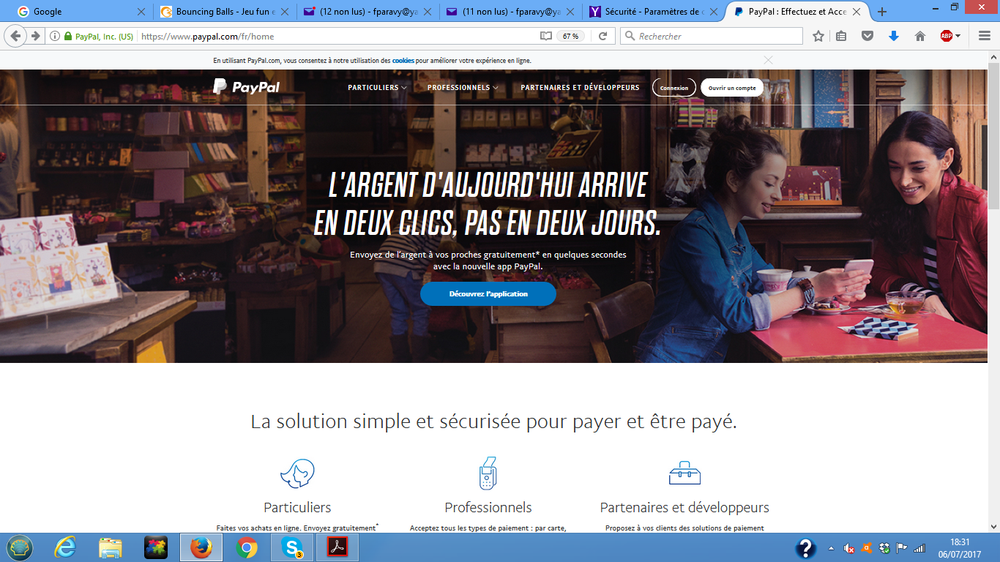 Google
Bouncing Balls - Jeu fun e
(12 non lus) - fparavy@ya
(11 non lus) - fparavy@ya
Sécurité - Paramètres de c
PayPal : Effectuez et Acce
PayPal, Inc. (US)
https://www.paypal.com/fr/home
67 %
Rechercher
ABP
En utilisant PayPal.com, vous consentez à notre utilisation des cookies pour améliorer votre expérience en ligne.
PayPal
PARTICULIERS
PROFESSIONNELS
PARTENAIRES ET DÉVELOPPEURS
Connexion
Ouvrir un compte
L'ARGENT D'AUJOURD'HUI ARRIVE
EN DEUX CLICS, PAS EN DEUX JOURS.
Envoyez de l'argent à vos proches gratuitement* en quelques secondes
avec la nouvelle app PayPal.
Découvrez l'application
La solution simple et sécurisée pour payer et être payé.
Particuliers
Professionnels
Partenaires et développeurs
Faites vos achats en ligne. Envoyez gratuitement*
Acceptez tous les types de paiement : par carte,
Proposez à vos clients des solutions de paiement
3
18:31
06/07/2017